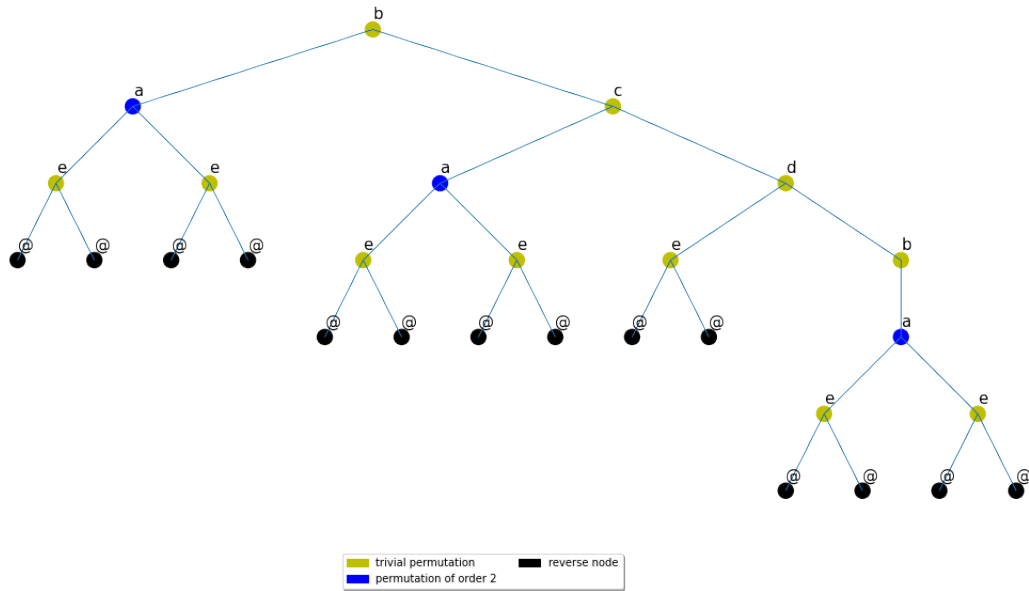 b
a c
e e a d
@ @ @ @ e e e b
@ @ @ @ @ @ a
e e
@ @ @ @
trivial permutation reverse node
permutation of order 2